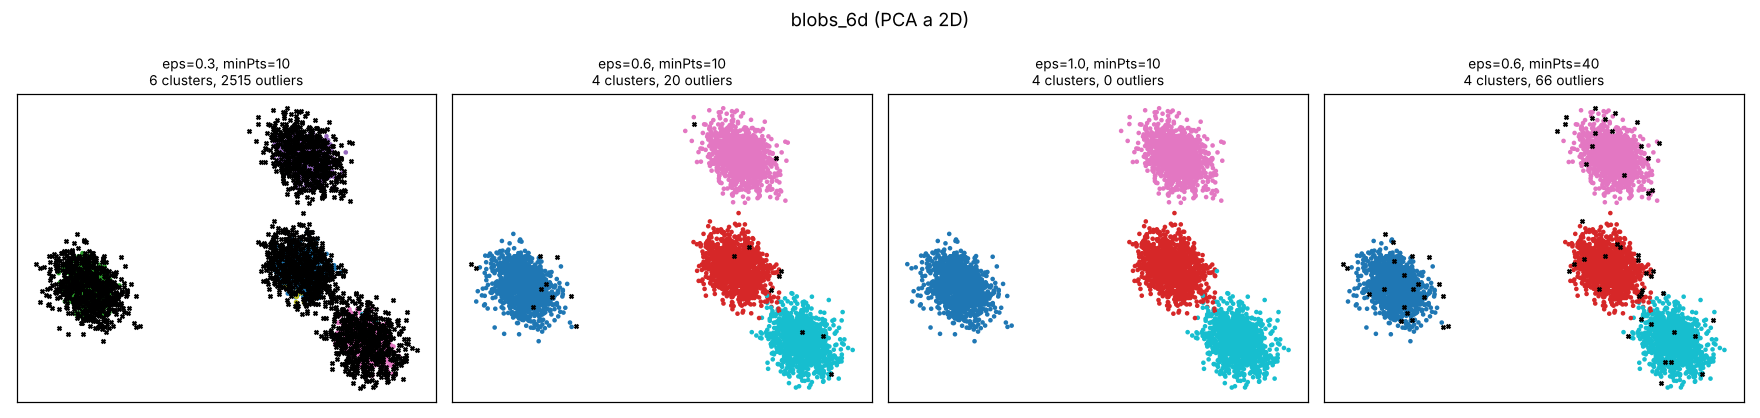 blobs_6d (PCA a 2D)
eps=0.3, minPts=10
6 clusters, 2515 outliers
eps=0.6, minPts=10
4 clusters, 20 outliers
eps=1.0, minPts=10
4 clusters, 0 outliers
eps=0.6, minPts=40
4 clusters, 66 outliers